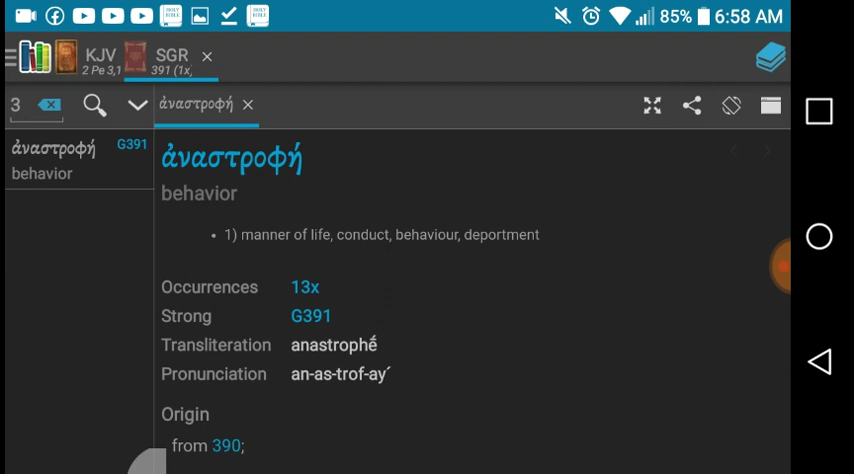 85% 6:58 AM
KJV
2 Pe 3,1
SGR
391 (1x)
3
ἀναστροφή
ἀναστροφή G391
behavior
ἀναστροφή
behavior
• 1) manner of life, conduct, behaviour, deportment
Occurrences 13x
Strong G391
Transliteration anastrophḗ
Pronunciation an-as-trof-ay´
Origin
from 390;